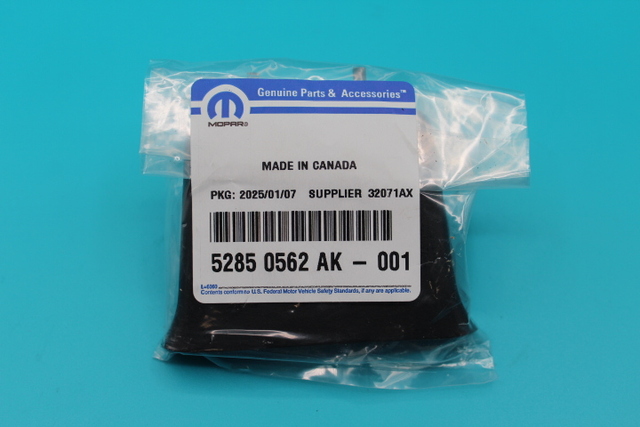 Genuine Parts & Accessories™
MOPAR®
MADE IN CANADA
PKG: 2025/01/07 SUPPLIER 32071AX
5285 0562 AK - 001
Contents conform to U.S. Federal Motor Vehicle Safety Standards, if any are applicable.